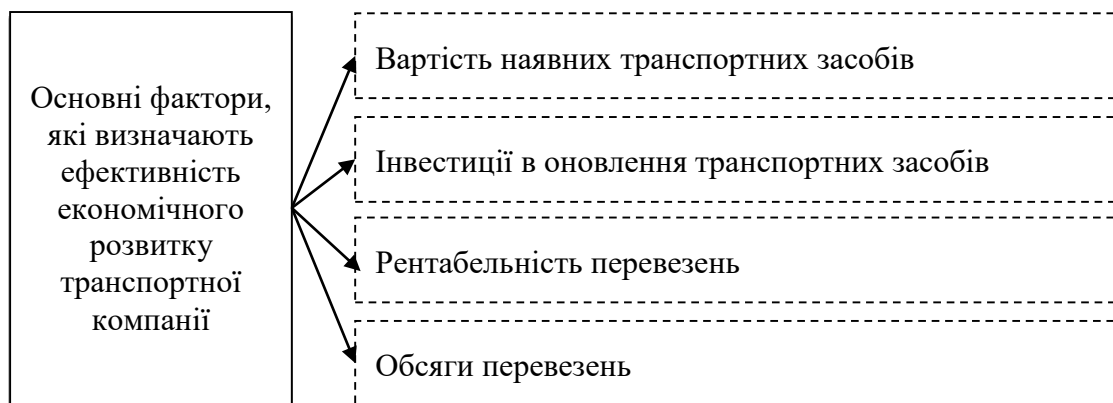 Основні фактори,
які визначають
ефективність
економічного
розвитку
транспортної
компанії
Вартість наявних транспортних засобів
Інвестиції в оновлення транспортних засобів
Рентабельність перевезень
Обсяги перевезень